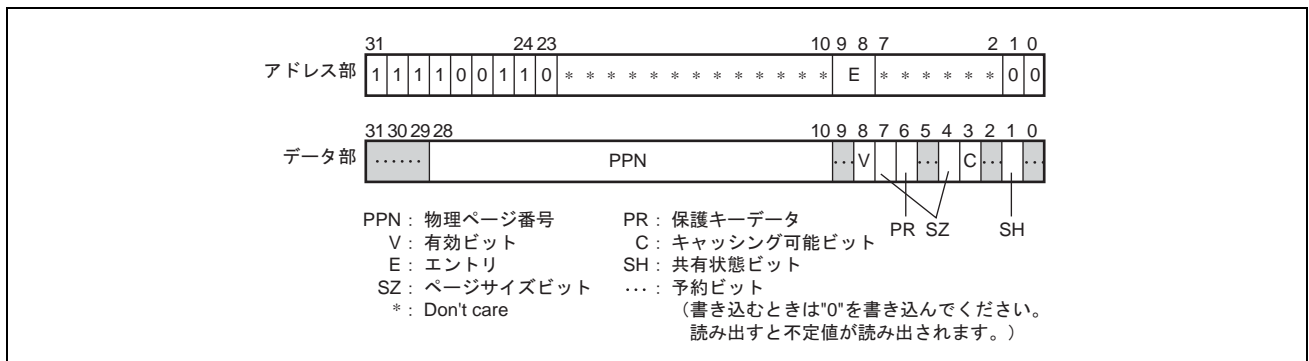 31 24 23 10 9 8 7 2 1 0
アドレス部 1 1 1 1 0 0 1 1 0 * * * * * * * * * * * * * E * * * * * * 0 0
31 30 29 28 10 9 8 7 6 5 4 3 2 1 0
データ部 ‥‥‥ PPN ‥‥ V ‥‥ C ‥‥ ‥‥
PR SZ SH
PPN : 物理ページ番号 PR : 保護キーデータ
V : 有効ビット C : キャッシング可能ビット
E : エントリ SH : 共有状態ビット
SZ : ページサイズビット ‥‥ : 予約ビット
* : Don't care (書き込むときは"0"を書き込んでください。
読み出すと不定値が読み出されます。)